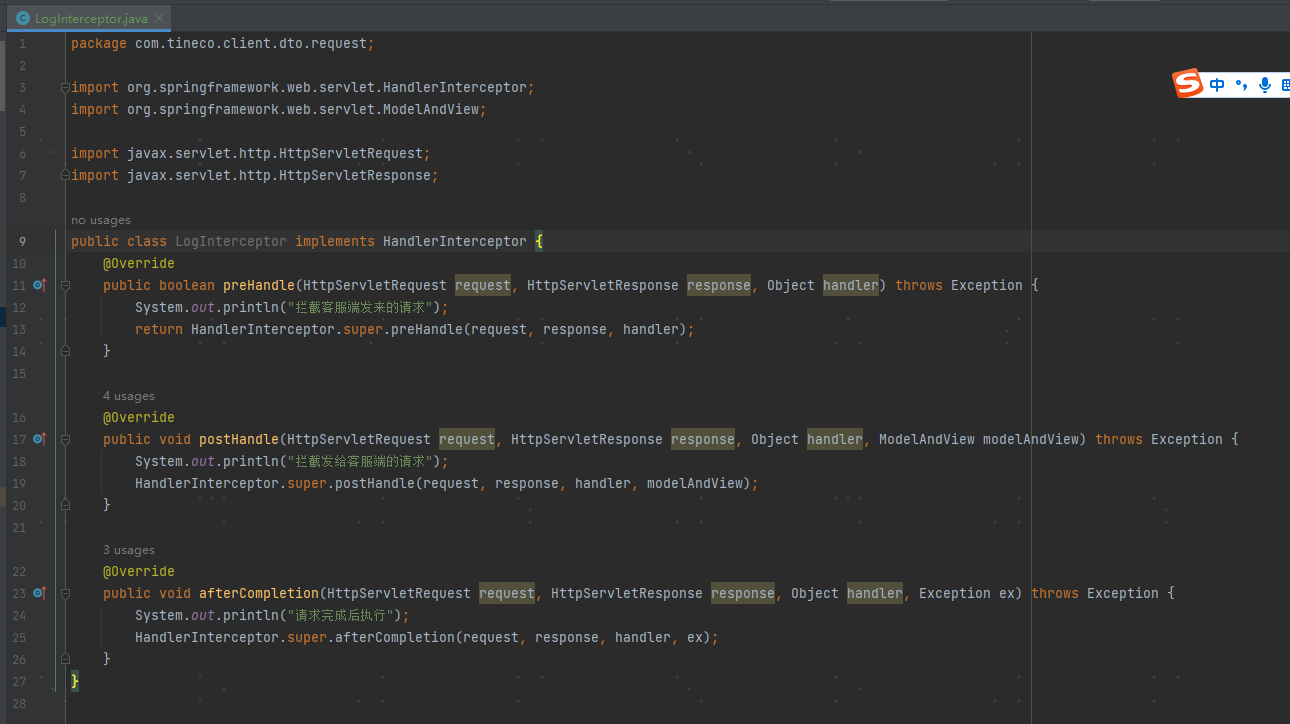 LogInterceptor.java
1 package com.tineco.client.dto.request;
2
3 import org.springframework.web.servlet.HandlerInterceptor;
4 import org.springframework.web.servlet.ModelAndView;
5
6 import javax.servlet.http.HttpServletRequest;
7 import javax.servlet.http.HttpServletResponse;
8
no usages
9 public class LogInterceptor implements HandlerInterceptor {
10 @Override
11 public boolean preHandle(HttpServletRequest request, HttpServletResponse response, Object handler) throws Exception {
12 System.out.println("拦截客服端发来的请求");
13 return HandlerInterceptor.super.preHandle(request, response, handler);
14 }
15
4 usages
16 @Override
17 public void postHandle(HttpServletRequest request, HttpServletResponse response, Object handler, ModelAndView modelAndView) throws Exception {
18 System.out.println("拦截发给客服端的请求");
19 HandlerInterceptor.super.postHandle(request, response, handler, modelAndView);
20 }
21
3 usages
22 @Override
23 public void afterCompletion(HttpServletRequest request, HttpServletResponse response, Object handler, Exception ex) throws Exception {
24 System.out.println("请求完成后执行");
25 HandlerInterceptor.super.afterCompletion(request, response, handler, ex);
26 }
27 }
28
中